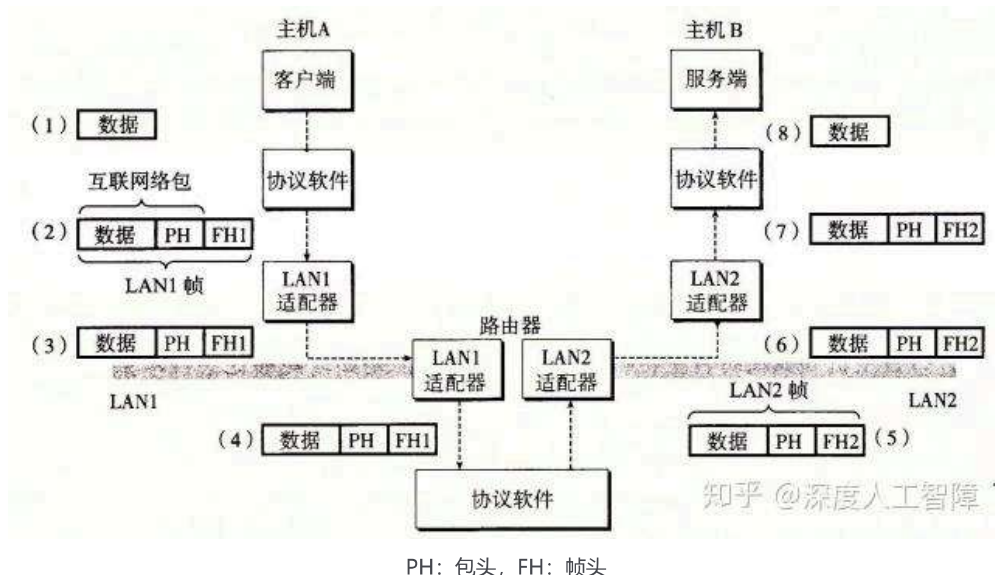 主机A
主机 B
客户端
服务端
(1) 数据
(8) 数据
协议软件
协议软件
互联网络包
(2) 数据 PH FH1
(7) 数据 PH FH2
LAN1 帧
LAN1
适配器
LAN2
适配器
(3) 数据 PH FH1
路由器
(6) 数据 PH FH2
LAN1
适配器
LAN2
适配器
LAN1
LAN2 帧
LAN2
(4) 数据 PH FH1
数据 PH FH2 (5)
协议软件
知乎 @深度人工智障
PH：包头，FH：帧头